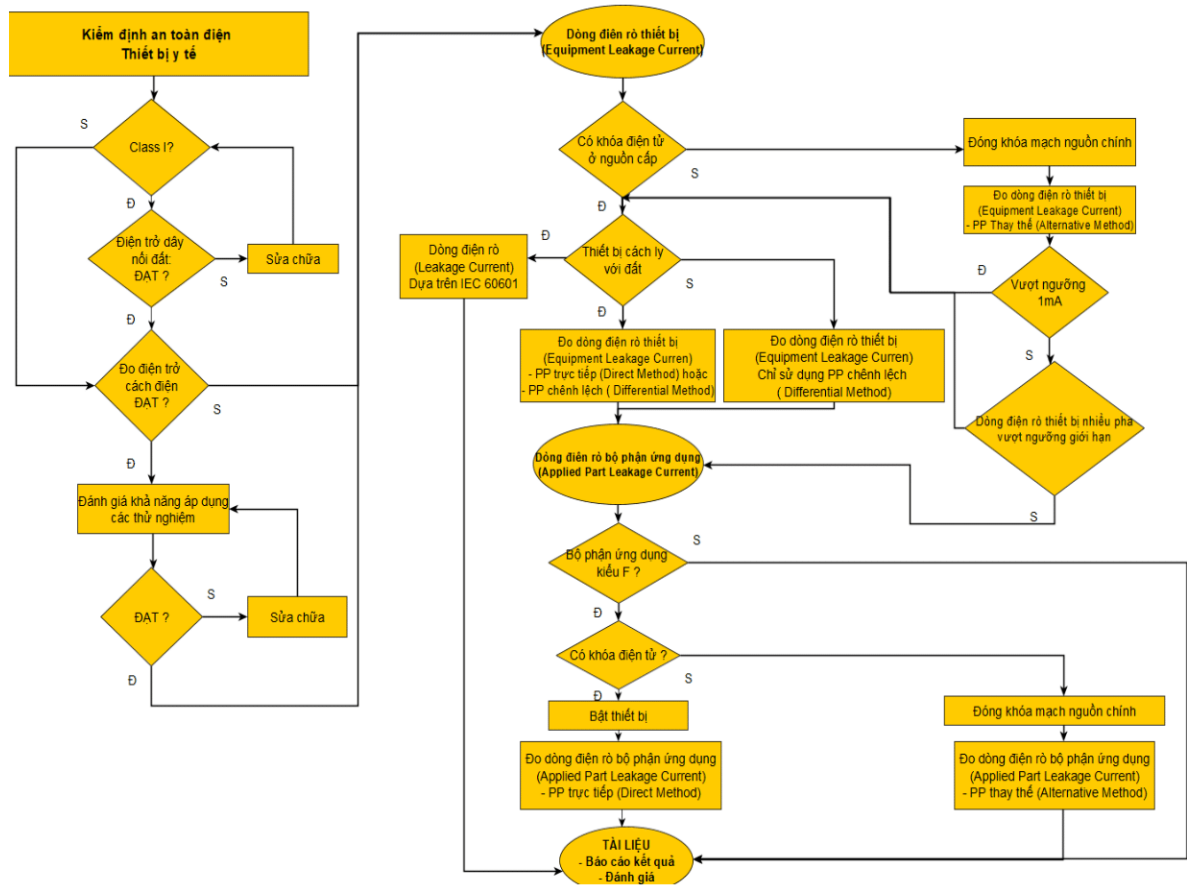 Kiểm định an toàn điện
Thiết bị y tế
S
Class I?
Đ
Điện trở dây
nối đất:
ĐẠT ?
S
Sửa chữa
Đ
Đo điện trở
cách điện
ĐẠT ?
S
Đ
Đánh giá khả năng áp dụng
các thử nghiệm
ĐẠT ?
S
Sửa chữa
Đ
Dòng điên rò thiết bị
(Equipment Leakage Current)
Có khóa điện tử
ở nguồn cấp
S
Đ
Đóng khóa mạch nguồn chính
Đo dòng điện rò thiết bị
(Equipment Leakage Current)
- PP Thay thế (Alternative Method)
Đ
Vượt ngưỡng
1mA
S
Dòng điện rò thiết bị nhiều pha
vượt ngưỡng giới hạn
S
Thiết bị cách ly
với đất
Đ
S
Dòng điện rò
(Leakage Current)
Dựa trên IEC 60601
Đ
Đo dòng điện rò thiết bị
(Equipment Leakage Curren)
- PP trực tiếp (Direct Method) hoặc
- PP chênh lệch ( Differential Method)
Đo dòng điện rò thiết bị
(Equipment Leakage Curren)
Chỉ sử dụng PP chênh lệch
( Differential Method)
Dóng điên rò bộ phận ứng dụng
(Applied Part Leakage Current)
Bộ phận ứng dụng
kiểu F ?
S
Đ
Có khóa điện tử ?
S
Đ
Bật thiết bị
Đo dòng điện rò bộ phận ứng dụng
(Applied Part Leakage Current)
- PP trực tiếp (Direct Method)
Đóng khóa mạch nguồn chính
Đo dòng điện rò bộ phận ứng dụng
(Applied Part Leakage Current)
- PP thay thế (Alternative Method)
TÀI LIỆU
- Báo cáo kết quả
- Đánh giá